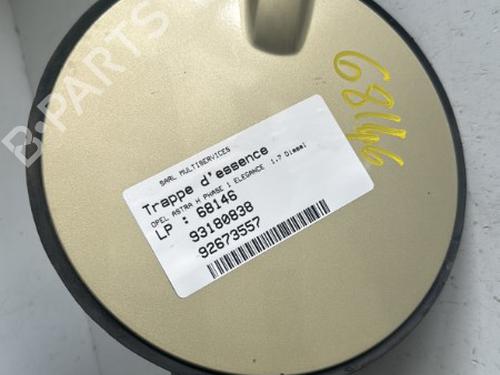 B-PARTS
68146
SARL MULTISERVICES
Trappe d'essence
OPEL ASTRA H PHASE 1 ELEGANCE 1.7 Diesel
LP : 68146
93180838
92673557